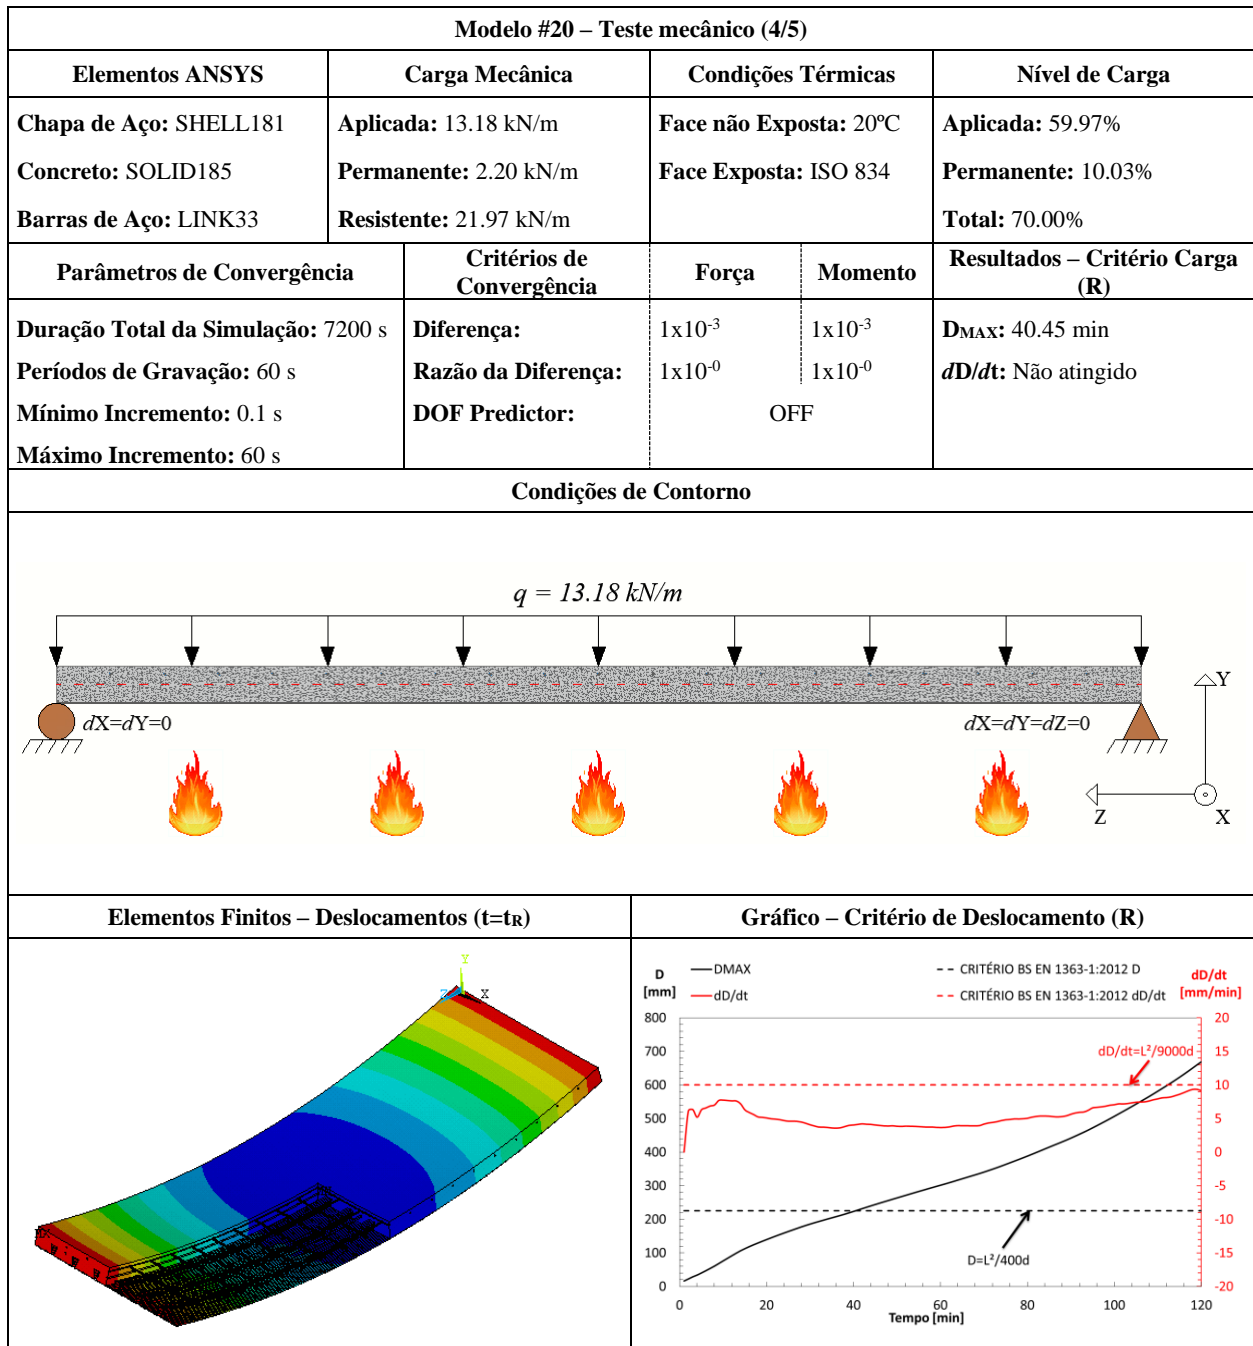 Modelo #20 – Teste mecânico (4/5)
Elementos ANSYS
Carga Mecânica
Condições Térmicas
Nível de Carga
Chapa de Aço: SHELL181
Concreto: SOLID185
Barras de Aço: LINK33
Aplicada: 13.18 kN/m
Permanente: 2.20 kN/m
Resistente: 21.97 kN/m
Face não Exposta: 20ºC
Face Exposta: ISO 834
Aplicada: 59.97%
Permanente: 10.03%
Total: 70.00%
Parâmetros de Convergência
Critérios de
Convergência
Força
Momento
Resultados – Critério Carga
(R)
Duração Total da Simulação: 7200 s
Períodos de Gravação: 60 s
Mínimo Incremento: 0.1 s
Máximo Incremento: 60 s
Diferença: 1x10⁻³ 1x10⁻³
Razão da Diferença: 1x10⁻⁰ 1x10⁻⁰
DOF Predictor: OFF
DMAX: 40.45 min
dD/dt: Não atingido
Condições de Contorno
q = 13.18 kN/m
dX=dY=0
dX=dY=dZ=0
Y
Z
X
Elementos Finitos – Deslocamentos (t=tR)
Gráfico – Critério de Deslocamento (R)
Y
Z
X
MX
D
[mm]
DMAX
dD/dt
CRITÉRIO BS EN 1363-1:2012 D
CRITÉRIO BS EN 1363-1:2012 dD/dt
dD/dt
[mm/min]
800
700
600
500
400
300
200
100
0
20
15
10
5
0
-5
-10
-15
-20
dD/dt=L²/9000d
D=L²/400d
0 20 40 60 80 100 120
Tempo [min]